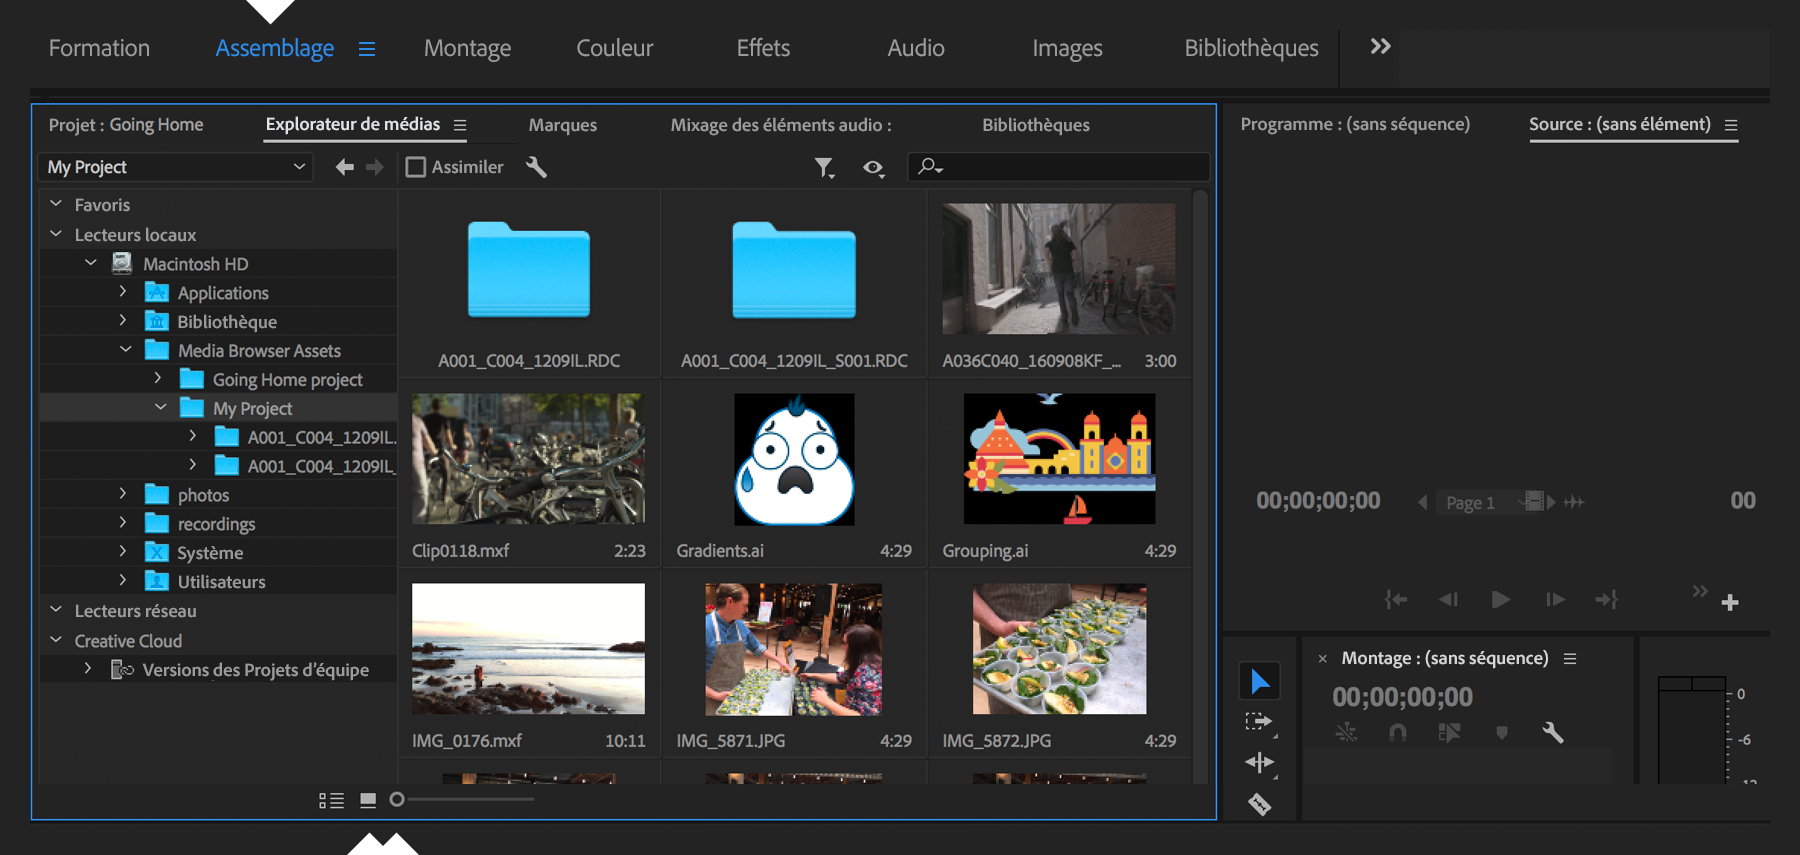 Formation Assemblage Montage Couleur Effets Audio Images Bibliothèques
Projet : Going Home Explorateur de médias Marques Mixage des éléments audio : Bibliothèques
My Project Assimiler
Favoris
Lecteurs locaux
Macintosh HD
Applications
Bibliothèque
Media Browser Assets
Going Home project
My Project
A001_C004_1209IL.
A001_C004_1209IL_
photos
recordings
Système
Utilisateurs
Lecteurs réseau
Creative Cloud
Versions des Projets d’équipe
A001_C004_1209IL.RDC A001_C004_1209IL_S001.RDC A036C040_160908KF_... 3:00
Clip0118.mxf 2:23 Gradients.ai 4:29 Grouping.ai 4:29
IMG_0176.mxf 10:11 IMG_5871.JPG 4:29 IMG_5872.JPG 4:29
Programme : (sans séquence) Source : (sans élément)
00;00;00;00 Page 1 00
Montage : (sans séquence)
00;00;00;00
0
-6